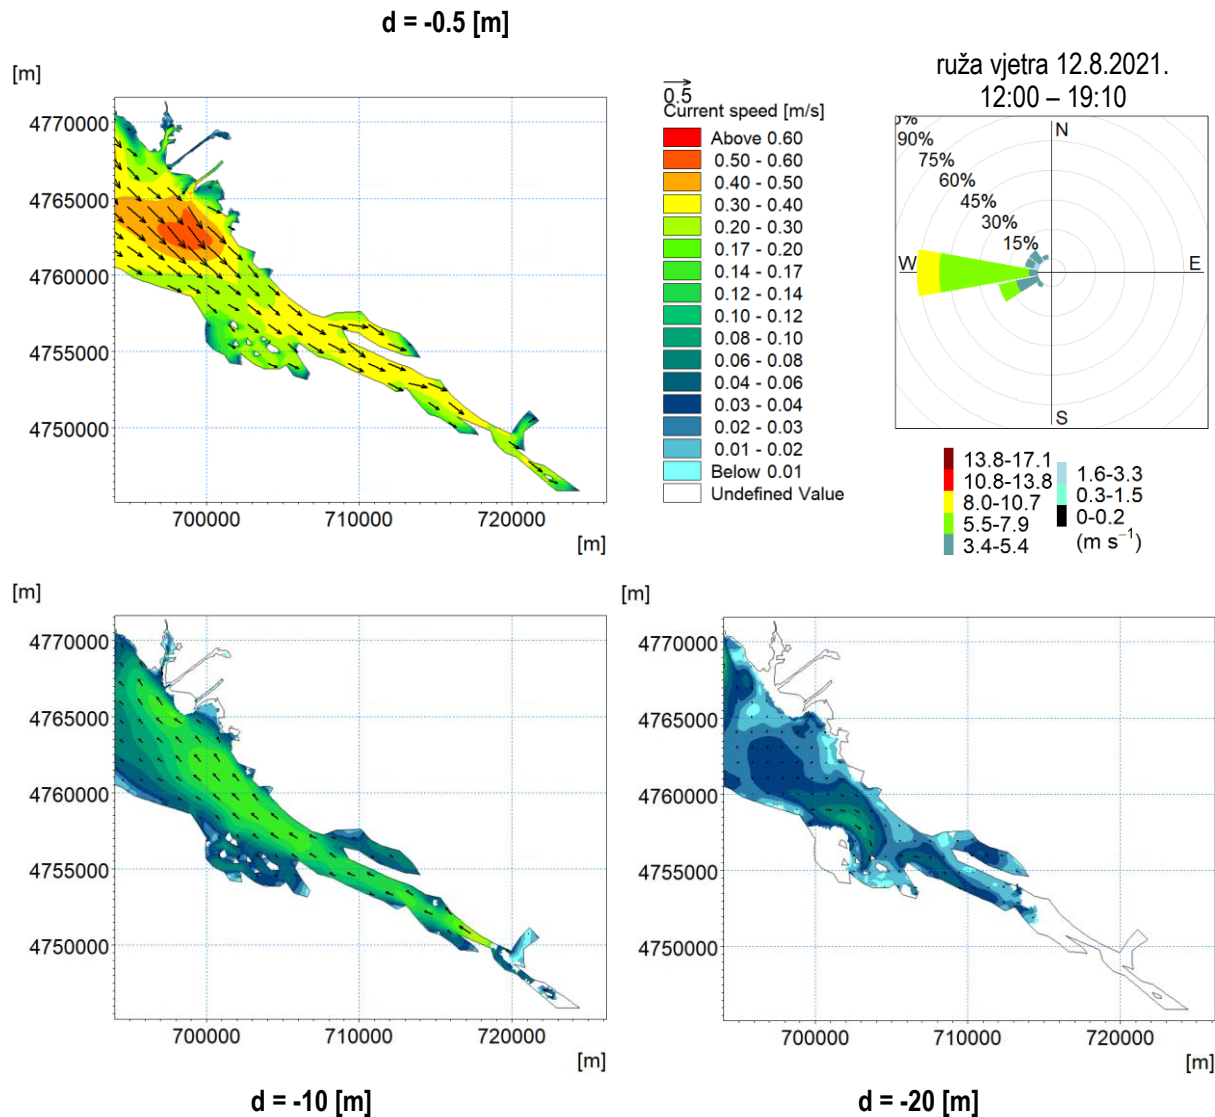 d = -0.5 [m]
[m]
4770000
4765000
4760000
4755000
4750000
700000
710000
720000
[m]
0.5
Current speed [m/s]
Above 0.60
0.50 - 0.60
0.40 - 0.50
0.30 - 0.40
0.20 - 0.30
0.17 - 0.20
0.14 - 0.17
0.12 - 0.14
0.10 - 0.12
0.08 - 0.10
0.06 - 0.08
0.04 - 0.06
0.03 - 0.04
0.02 - 0.03
0.01 - 0.02
Below 0.01
Undefined Value
ruža vjetra 12.8.2021.
12:00 – 19:10
90%
75%
60%
45%
30%
15%
N
W
E
S
13.8-17.1
10.8-13.8
8.0-10.7
5.5-7.9
3.4-5.4
1.6-3.3
0.3-1.5
0-0.2
(m s⁻¹)
[m]
4770000
4765000
4760000
4755000
4750000
700000
710000
720000
[m]
d = -10 [m]
[m]
4770000
4765000
4760000
4755000
4750000
700000
710000
720000
[m]
d = -20 [m]